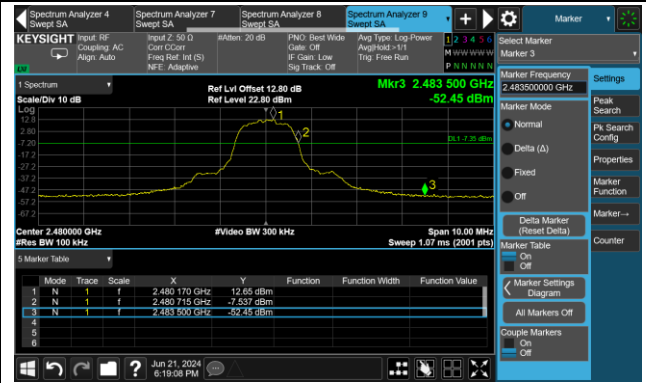 Spectrum Analyzer 4
Swept SA
Spectrum Analyzer 7
Swept SA
Spectrum Analyzer 8
Swept SA
Spectrum Analyzer 9
Swept SA
+
Marker
KEYSIGHT
Input: RF
Coupling: AC
Align: Auto
Input Z: 50 Ω
Corr CCorr
Freq Ref: Int (S)
NFE: Adaptive
#Atten: 20 dB
PNO: Best Wide
Gate: Off
IF Gain: Low
Sig Track: Off
Avg Type: Log-Power
Avg|Hold:>1/1
Trig: Free Run
1 2 3 4 5 6
M W W W W W
P N N N N N
Select Marker
Marker 3
1 Spectrum
Scale/Div 10 dB
Ref Lvl Offset 12.80 dB
Ref Level 22.80 dBm
Mkr3 2.483 500 GHz
-52.45 dBm
Log
12.8
2.80
-7.20
-17.2
-27.2
-37.2
-47.2
-57.2
-67.2
1
2
3
DL1 -7.35 dBm
Center 2.480000 GHz
#Res BW 100 kHz
#Video BW 300 kHz
Span 10.00 MHz
Sweep 1.07 ms (2001 pts)
5 Marker Table
Mode Trace Scale X Y Function Function Width Function Value
1 N 1 f 2.480 170 GHz 12.65 dBm
2 N 1 f 2.480 715 GHz -7.537 dBm
3 N 1 f 2.483 500 GHz -52.45 dBm
4
5
6
Marker Frequency
2.483500000 GHz
Marker Mode
Normal
Delta (Δ)
Fixed
Off
Delta Marker
(Reset Delta)
Marker Table
On
Off
Marker Settings
Diagram
All Markers Off
Couple Markers
On
Off
Settings
Peak
Search
Pk Search
Config
Properties
Marker
Function
Marker→
Counter
?
Jun 21, 2024
6:19:08 PM